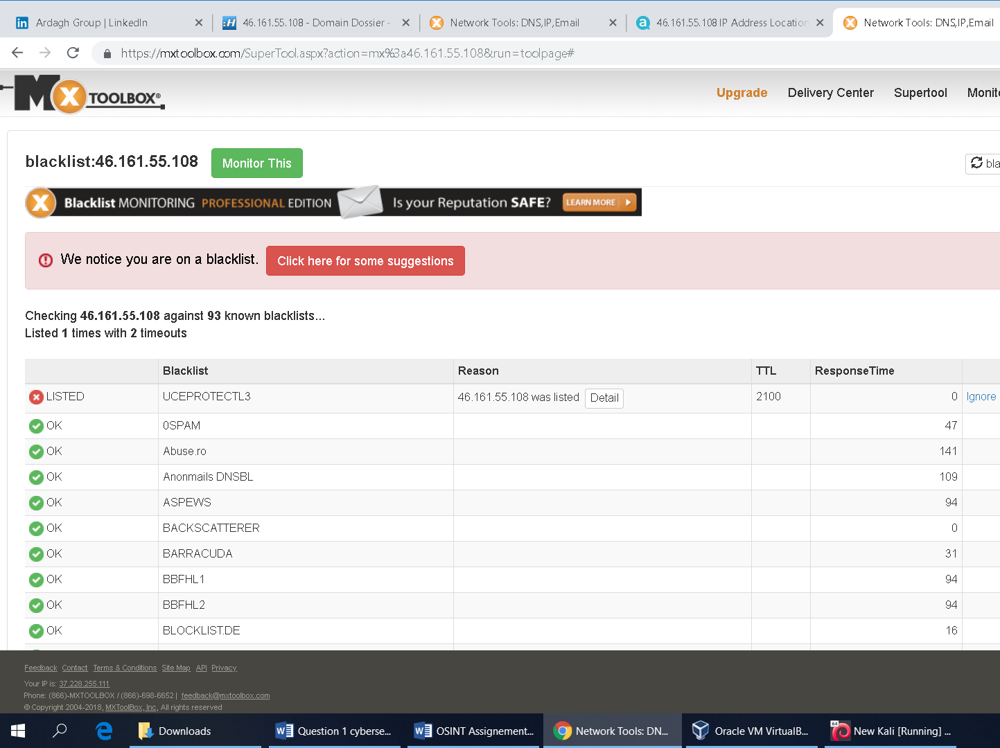 Ardagh Group | LinkedIn
46.161.55.108 - Domain Dossier -
Network Tools: DNS,IP,Email
46.161.55.108 IP Address Location
Network Tools: DNS,IP,Email
https://mxtoolbox.com/SuperTool.aspx?action=mx%3a46.161.55.108&run=toolpage#
MX TOOLBOX®
Upgrade Delivery Center Supertool Monit
blacklist:46.161.55.108 Monitor This
bla
X Blacklist MONITORING PROFESSIONAL EDITION Is your Reputation SAFE? LEARN MORE
We notice you are on a blacklist. Click here for some suggestions
Checking 46.161.55.108 against 93 known blacklists...
Listed 1 times with 2 timeouts
Blacklist Reason TTL ResponseTime
LISTED UCEPROTECTL3 46.161.55.108 was listed Detail 2100 0 Ignore
OK 0SPAM 47
OK Abuse.ro 141
OK Anonmails DNSBL 109
OK ASPEWS 94
OK BACKSCATTERER 0
OK BARRACUDA 31
OK BBFHL1 94
OK BBFHL2 94
OK BLOCKLIST.DE 16
Feedback Contact Terms & Conditions Site Map API Privacy
Your IP is: 37.228.255.111
Phone: (866)-MXTOOLBOX / (866)-698-6652 | feedback@mxtoolbox.com
© Copyright 2004-2018, MXToolBox, Inc, All rights reserved
Downloads
Question 1 cyberse...
OSINT Assignement...
Network Tools: DN...
Oracle VM VirtualB...
64 New Kali [Running] ...